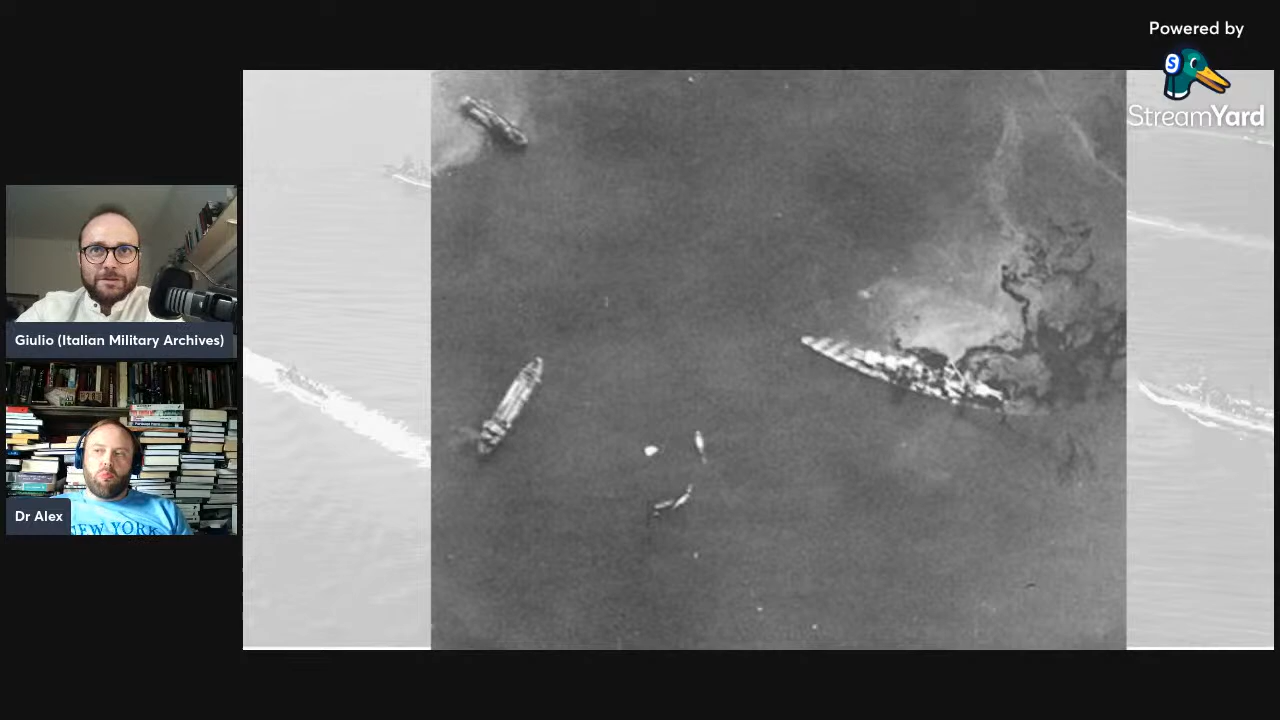 Powered by
S
StreamYard
Giulio (Italian Military Archives)
Dr Alex
NEW YORK